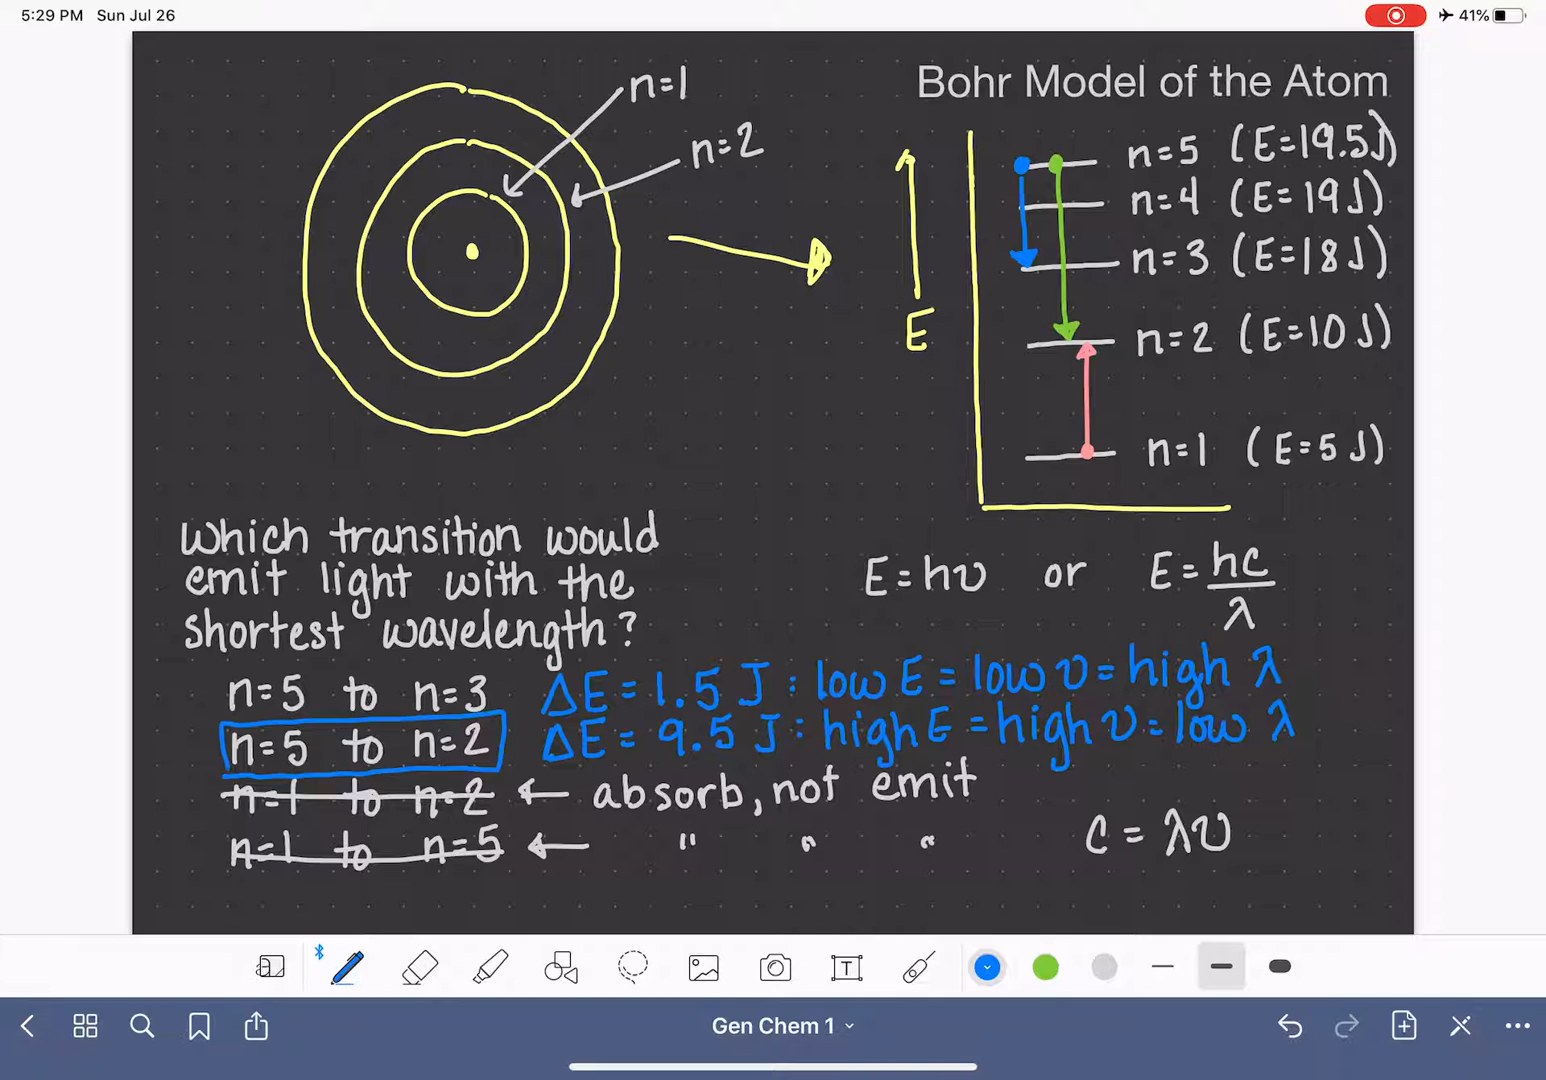 5:29 PM Sun Jul 26
41%
Bohr Model of the Atom
n=1
n=2
n=5 (E=19.5J)
n=4 (E=19J)
n=3 (E=18J)
n=2 (E=10J)
n=1 (E=5J)
E
Which transition would
emit light with the
shortest wavelength?
E=hν or E=hc/λ
n=5 to n=3 ΔE=1.5 J: low E=low ν=high λ
n=5 to n=2 ΔE=9.5 J: high E=high ν=low λ
n=1 to n=2 ← absorb, not emit
n=1 to n=5 ← " " "
c=λν
T
Gen Chem 1